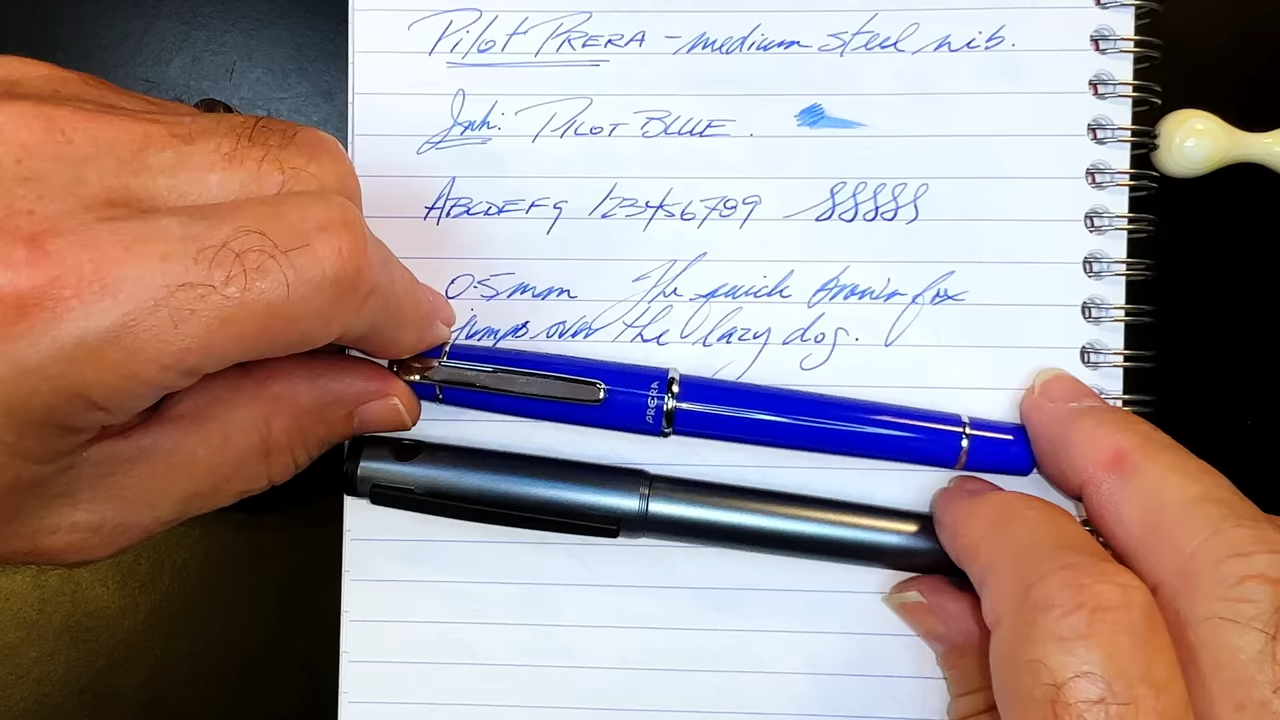 Pilot PRERA - medium steel nib.
Ink: PILOT BLUE.
ABCDEFG 123456789 SSSSS
0.5mm The quick brown fox
jumps over the lazy dog.
PRERA